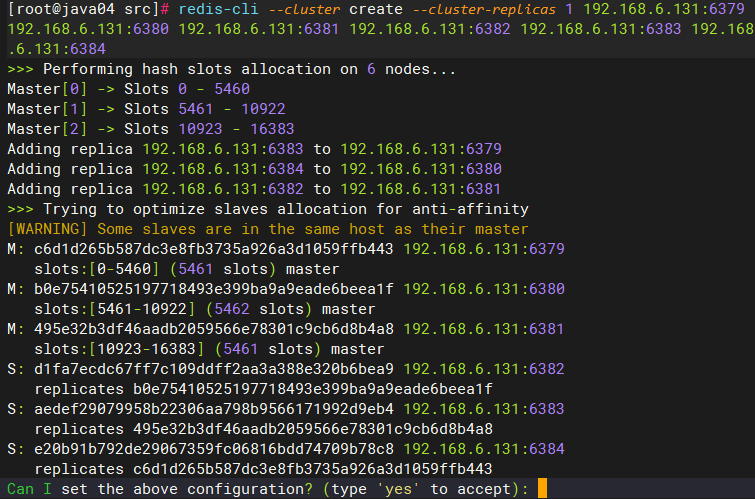 [root@java04 src]# redis-cli --cluster create --cluster-replicas 1 192.168.6.131:6379
192.168.6.131:6380 192.168.6.131:6381 192.168.6.131:6382 192.168.6.131:6383 192.168
.6.131:6384
>>> Performing hash slots allocation on 6 nodes...
Master[0] -> Slots 0 - 5460
Master[1] -> Slots 5461 - 10922
Master[2] -> Slots 10923 - 16383
Adding replica 192.168.6.131:6383 to 192.168.6.131:6379
Adding replica 192.168.6.131:6384 to 192.168.6.131:6380
Adding replica 192.168.6.131:6382 to 192.168.6.131:6381
>>> Trying to optimize slaves allocation for anti-affinity
[WARNING] Some slaves are in the same host as their master
M: c6d1d265b587dc3e8fb3735a926a3d1059ffb443 192.168.6.131:6379
   slots:[0-5460] (5461 slots) master
M: b0e75410525197718493e399ba9a9eade6beea1f 192.168.6.131:6380
   slots:[5461-10922] (5462 slots) master
M: 495e32b3df46aadb2059566e78301c9cb6d8b4a8 192.168.6.131:6381
   slots:[10923-16383] (5461 slots) master
S: d1fa7ecdc67ff7c109ddff2aa3a388e320b6bea9 192.168.6.131:6382
   replicates b0e75410525197718493e399ba9a9eade6beea1f
S: aedef29079958b22306aa798b9566171992d9eb4 192.168.6.131:6383
   replicates 495e32b3df46aadb2059566e78301c9cb6d8b4a8
S: e20b91b792de29067359fc06816bdd74709b78c8 192.168.6.131:6384
   replicates c6d1d265b587dc3e8fb3735a926a3d1059ffb443
Can I set the above configuration? (type 'yes' to accept):